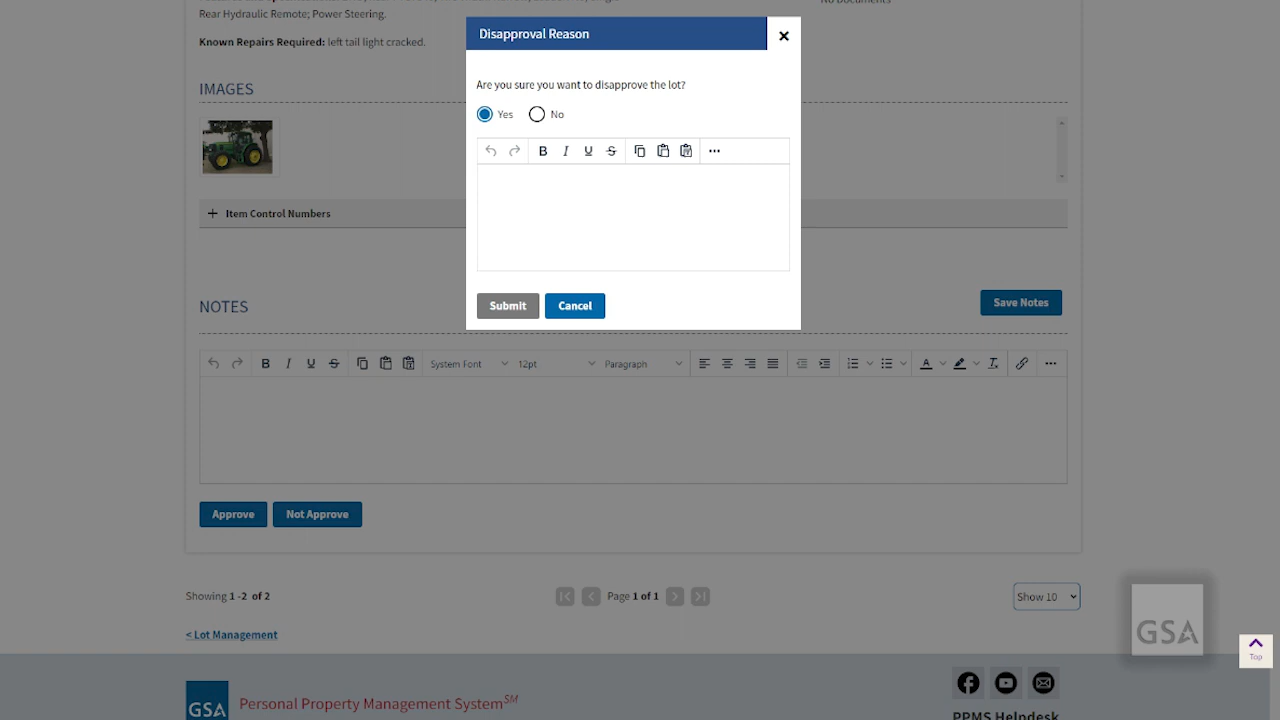 Rear Hydraulic Remote; Power Steering.
No Documents
Known Repairs Required: left tail light cracked.
IMAGES
Item Control Numbers
Disapproval Reason
Are you sure you want to disapprove the lot?
Yes No
B I U S
Submit Cancel
NOTES
Save Notes
B I U S System Font 12pt Paragraph A
Approve Not Approve
Showing 1 -2 of 2
Page 1 of 1
Show 10
< Lot Management
GSA
Top
GSA
Personal Property Management System SM
PPMS Helpdesk